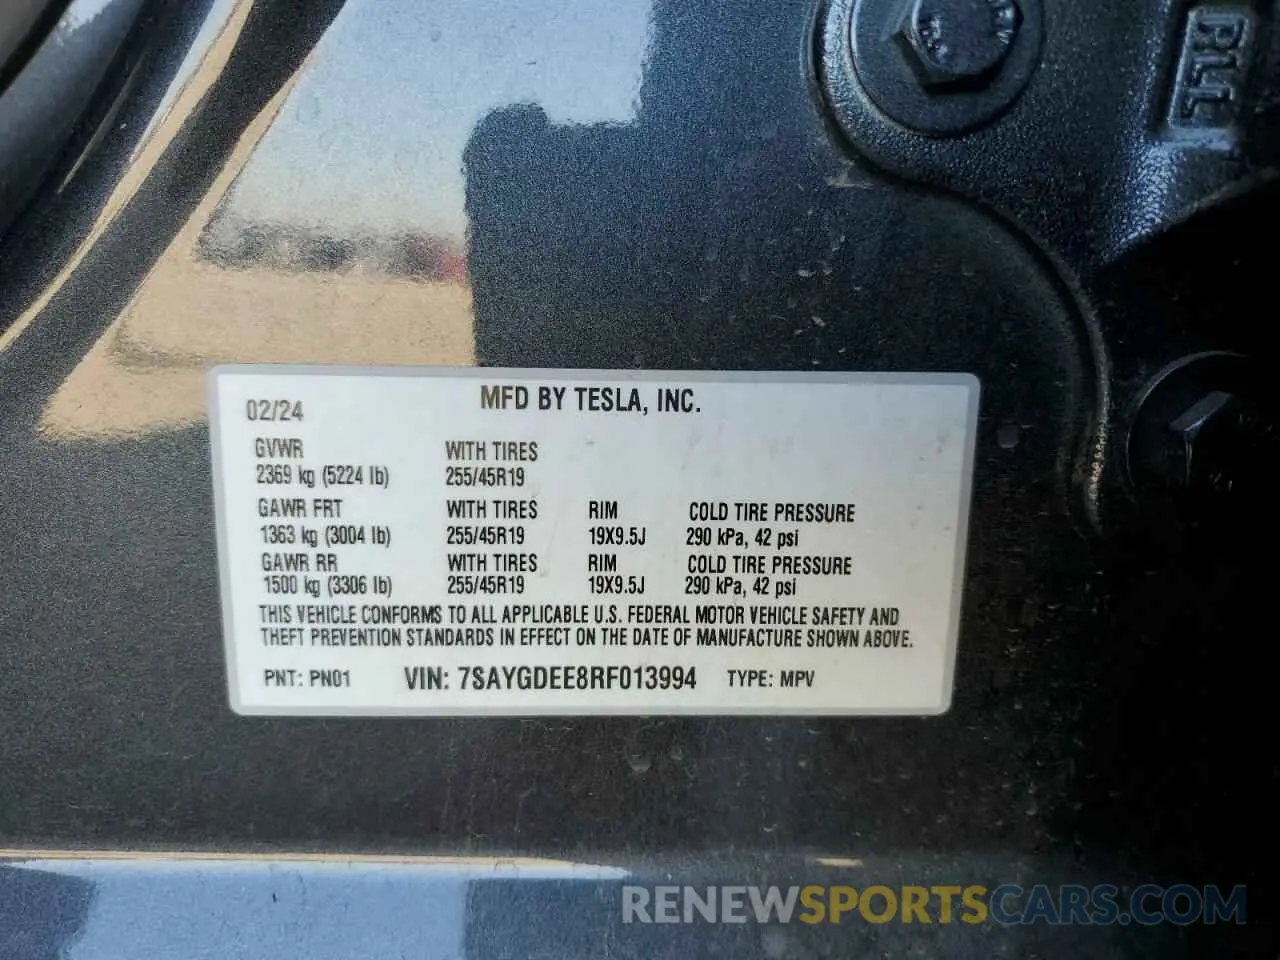 RLL
02/24 MFD BY TESLA, INC.
GVWR WITH TIRES
2369 kg (5224 lb) 255/45R19
GAWR FRT WITH TIRES RIM COLD TIRE PRESSURE
1363 kg (3004 lb) 255/45R19 19X9.5J 290 kPa, 42 psi
GAWR RR WITH TIRES RIM COLD TIRE PRESSURE
1500 kg (3306 lb) 255/45R19 19X9.5J 290 kPa, 42 psi
THIS VEHICLE CONFORMS TO ALL APPLICABLE U.S. FEDERAL MOTOR VEHICLE SAFETY AND
THEFT PREVENTION STANDARDS IN EFFECT ON THE DATE OF MANUFACTURE SHOWN ABOVE.
PNT: PN01 VIN: 7SAYGDEE8RF013994 TYPE: MPV
RENEWSPORTSCARS.COM